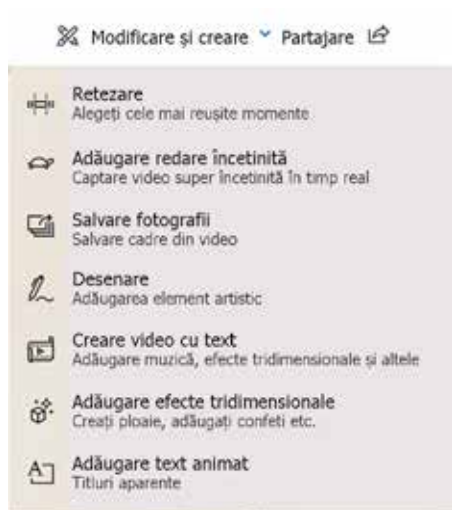 Modificare și creare Partajare
Retezare
Alegeți cele mai reușite momente
Adăugare redare încetinită
Captare video super încetinită în timp real
Salvare fotografii
Salvare cadre din video
Desenare
Adăugarea element artistic
Creare video cu text
Adăugare muzică, efecte tridimensionale și altele
Adăugare efecte tridimensionale
Creați ploaie, adăugați confeti etc.
Adăugare text animat
Titluri aparente